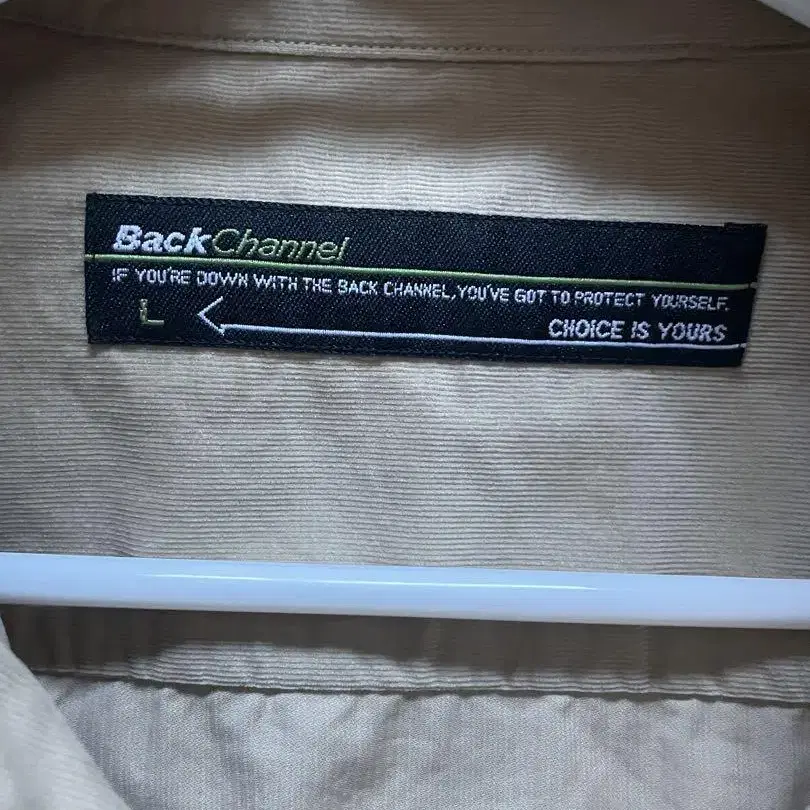 BackChannel
IF YOU'RE DOWN WITH THE BACK CHANNEL, YOU'VE GOT TO PROTECT YOURSELF.
L
CHOICE IS YOURS